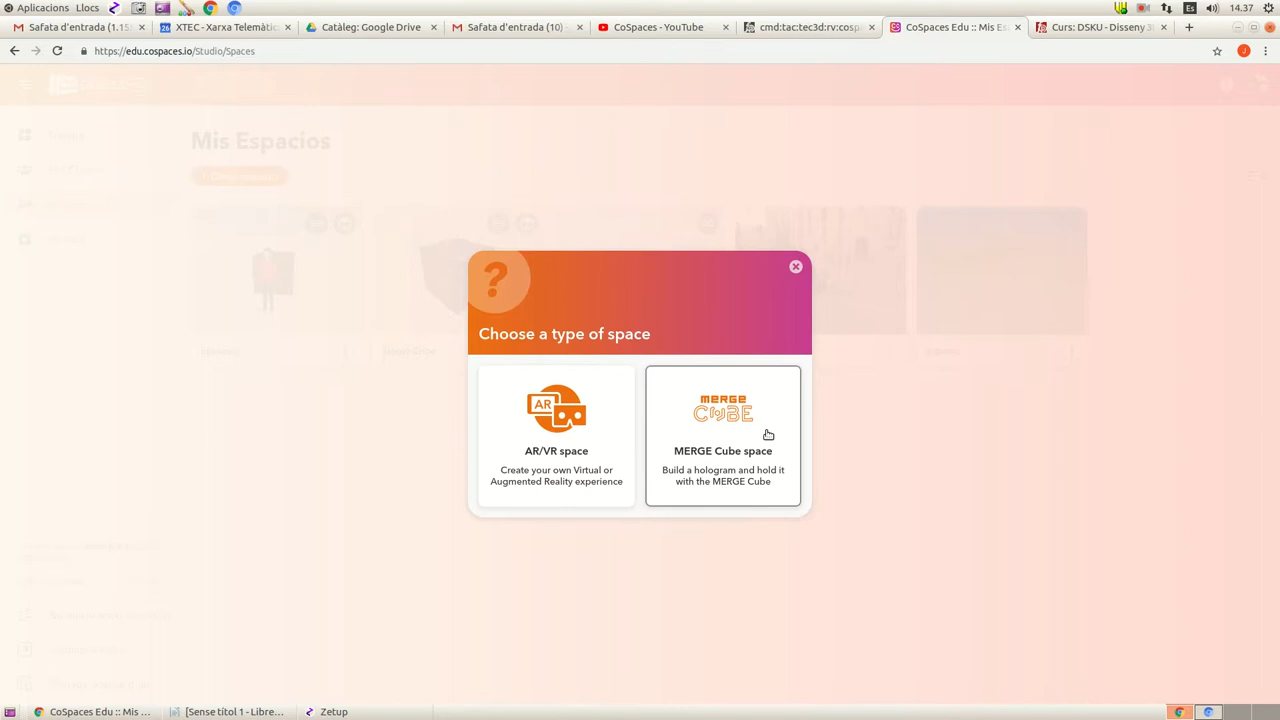 Aplicacions Llocs Es 14.37
Safata d'entrada (1.15 XTEC - Xarxa Telemàtic Catàleg: Google Drive Safata d'entrada (10) - CoSpaces - YouTube cmd:tac:tec3d:rv:cosp CoSpaces Edu :: Mis Es Curs: DSKU - Disseny 3
https://edu.cospaces.io/Studio/Spaces J
Mis Espacios
?
Choose a type of space
AR
MERGE
CUBE
AR/VR space
Create your own Virtual or
Augmented Reality experience
MERGE Cube space
Build a hologram and hold it
with the MERGE Cube
CoSpaces Edu :: Mis ... [Sense títol 1 - Libre... Zetup